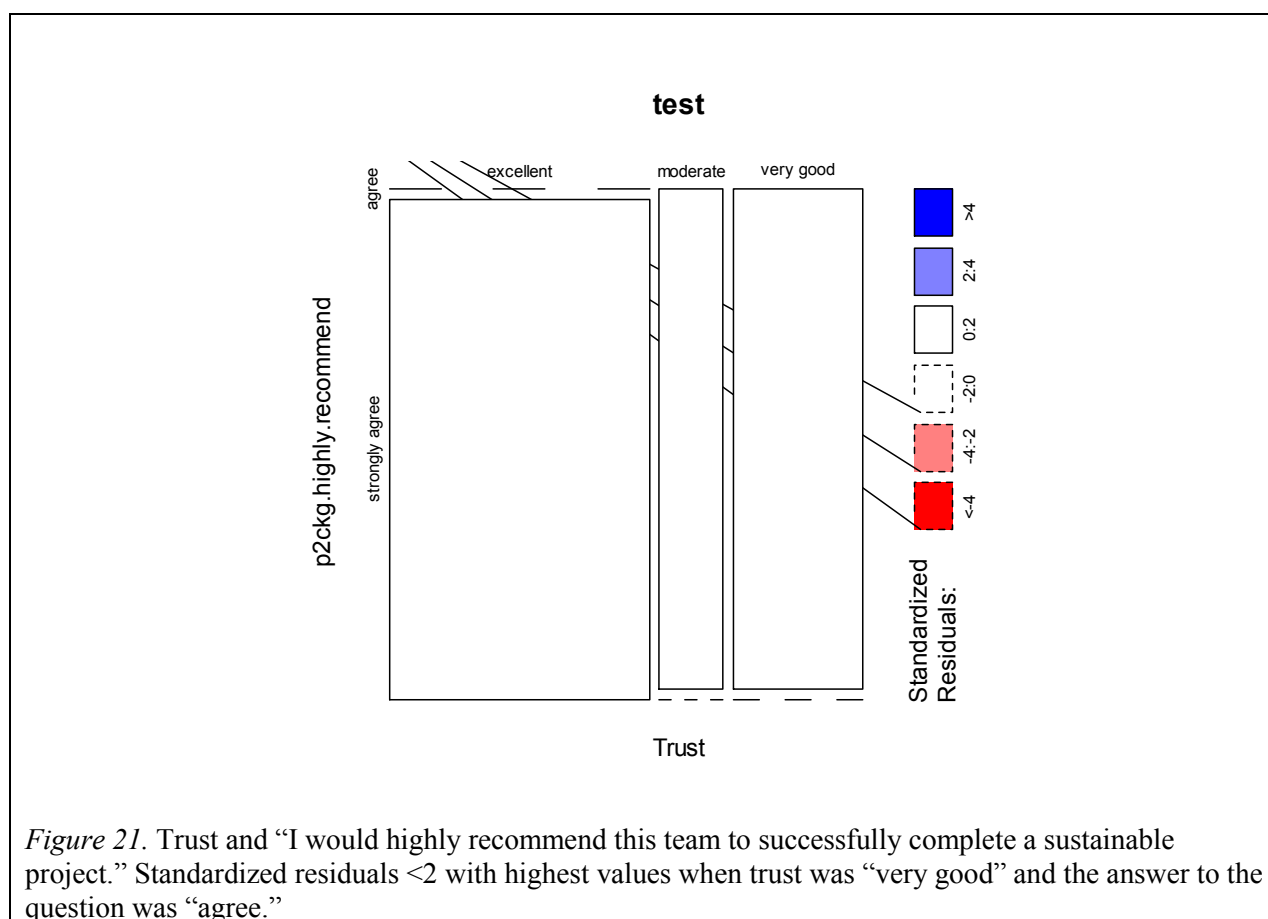 test
excellent
moderate
very good
agree
strongly agree
p2ckg.highly.recommend
Trust
>4
2:4
0:2
-2:0
-4:-2
<-4
Standardized
Residuals:
Figure 21. Trust and “I would highly recommend this team to successfully complete a sustainable
project.” Standardized residuals <2 with highest values when trust was “very good” and the answer to the
question was “agree.”